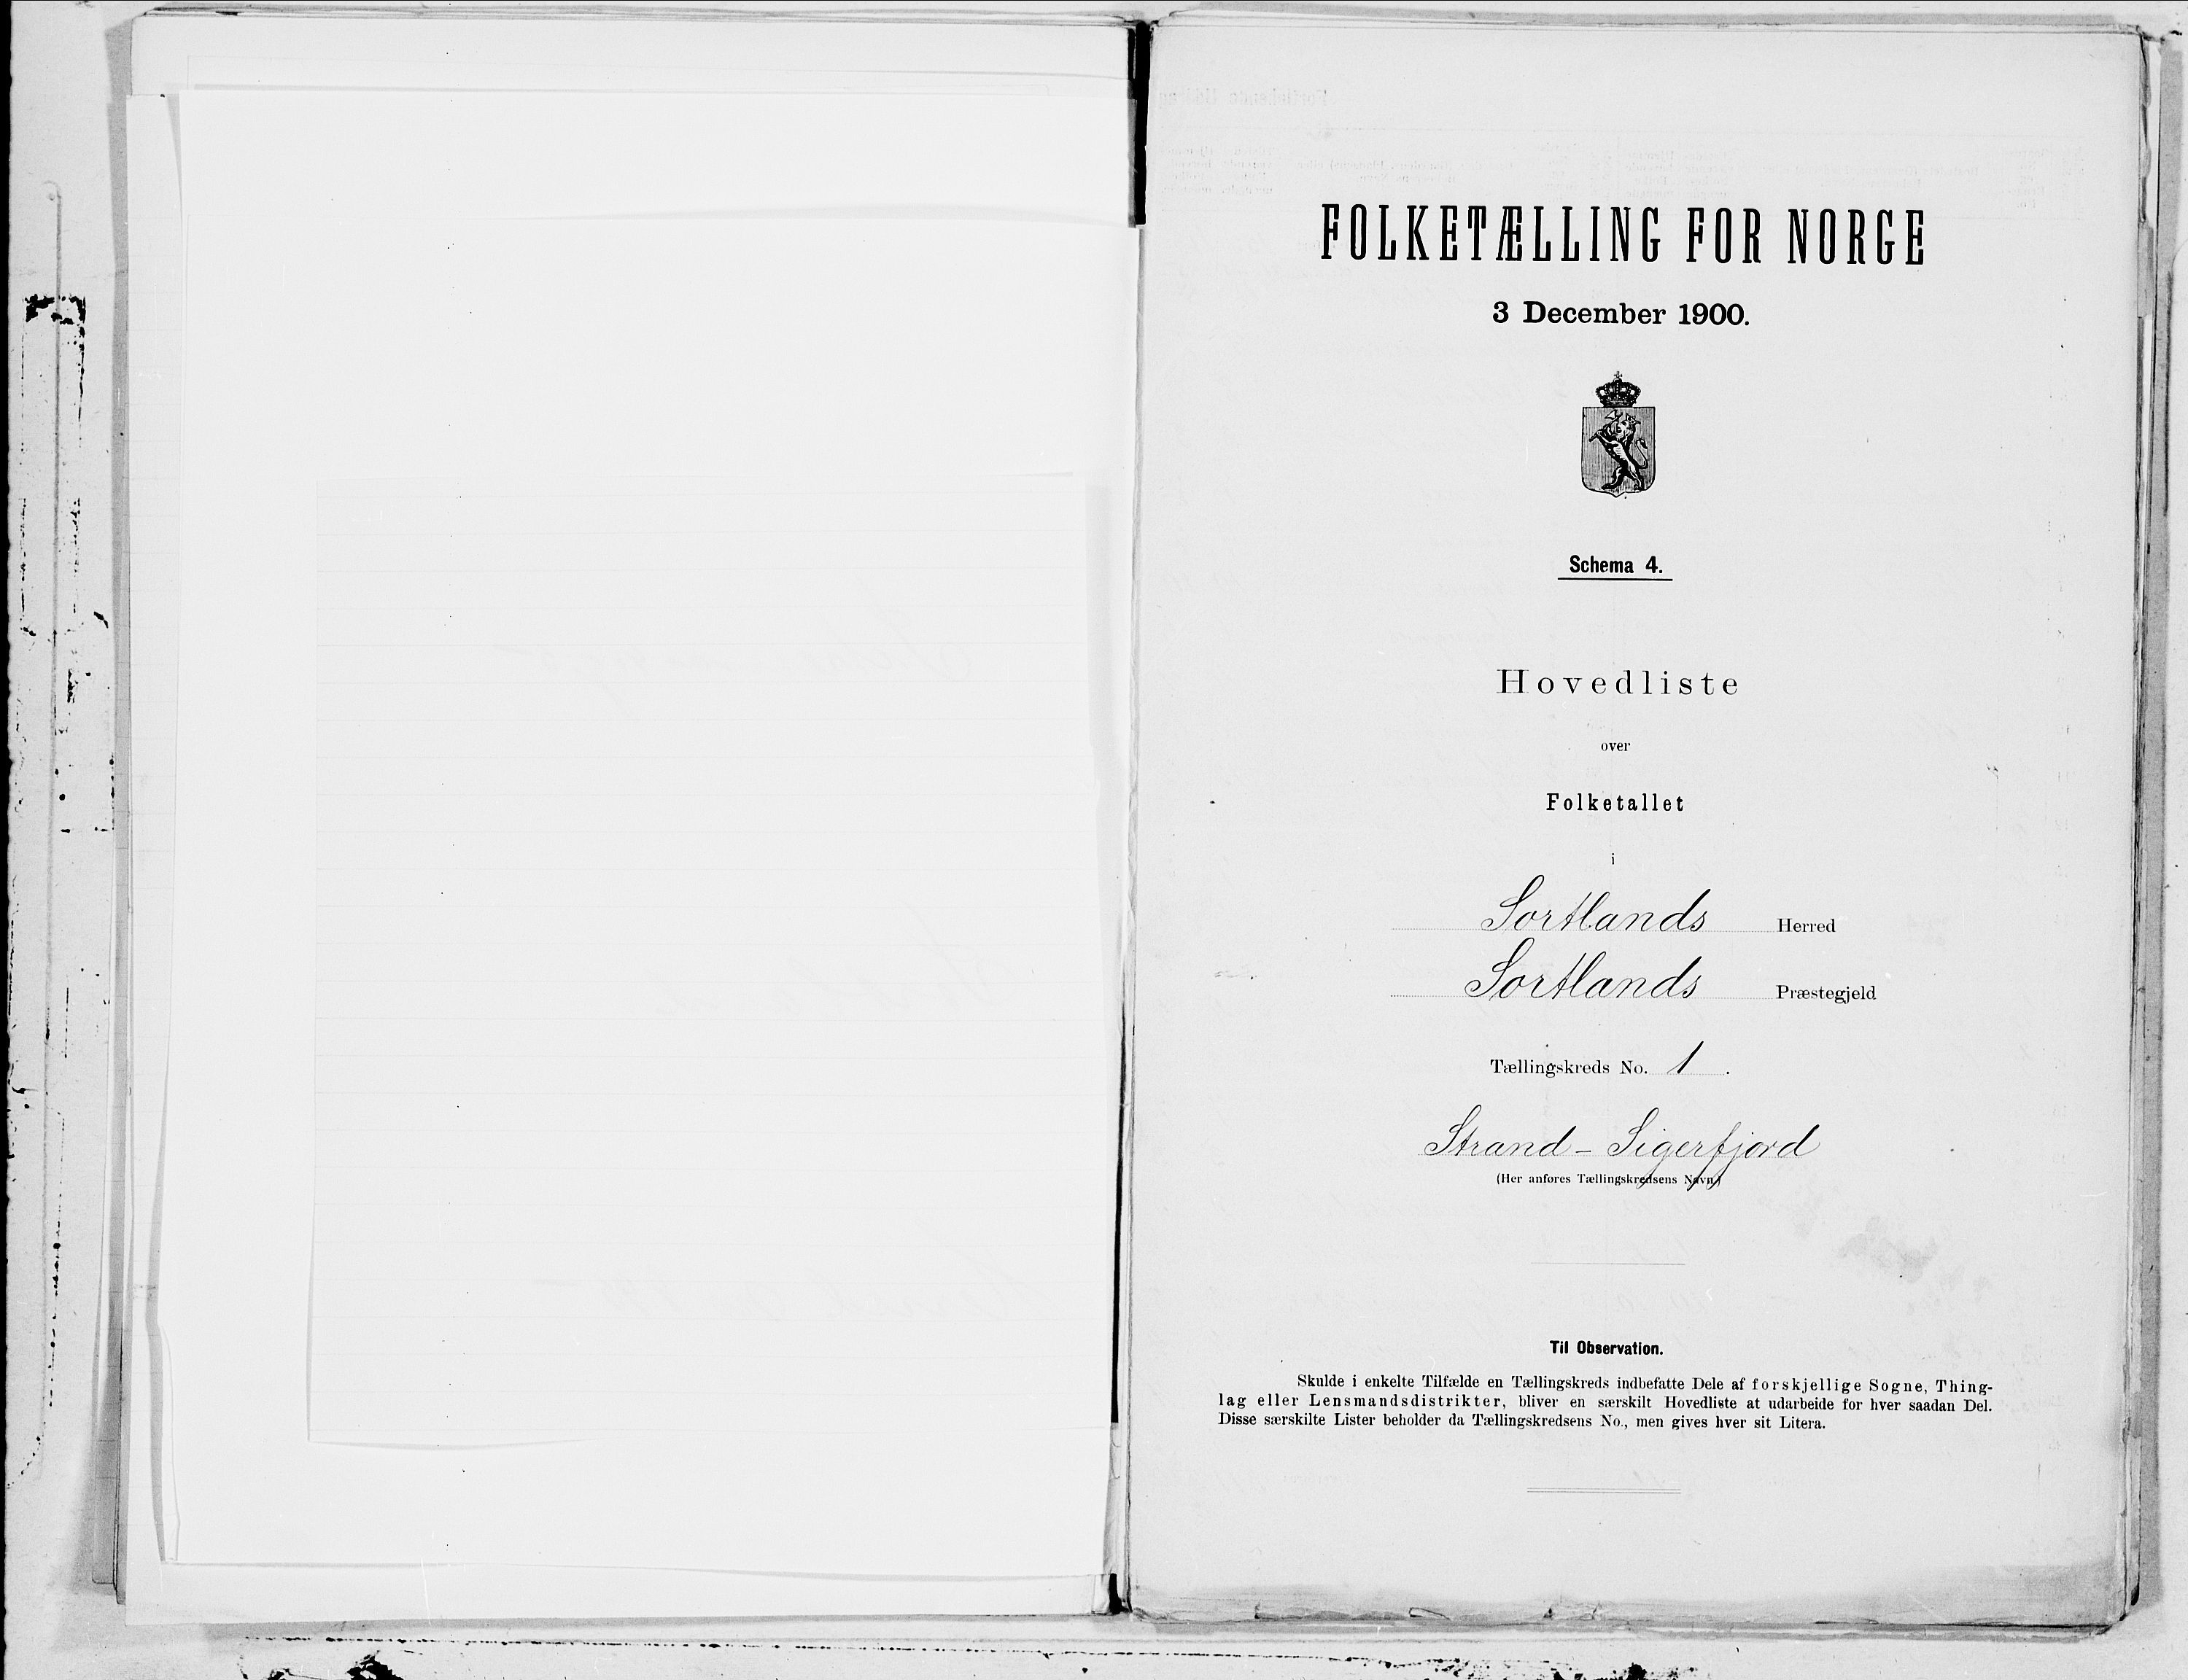 FOLKETÆLLING FOR NORGE
3 December 1900.
Schema 4.
Hovedliste
over
Folketallet
i
Sortlands Herred
Sortlands Præstegjeld
Tællingskreds No. 1.
Strand - Sigerfjord
(Her anføres Tællingskredsens Navn)
Til Observation.
Skulde i enkelte Tilfælde en Tællingskreds indbefatte Dele af forskjellige Sogne, Thing-
lag eller Lensmandsdistrikter, bliver en særskilt Hovedliste at udarbeide for hver saadan Del.
Disse særskilte Lister beholder da Tællingskredsens No., men gives hver sit Litera.